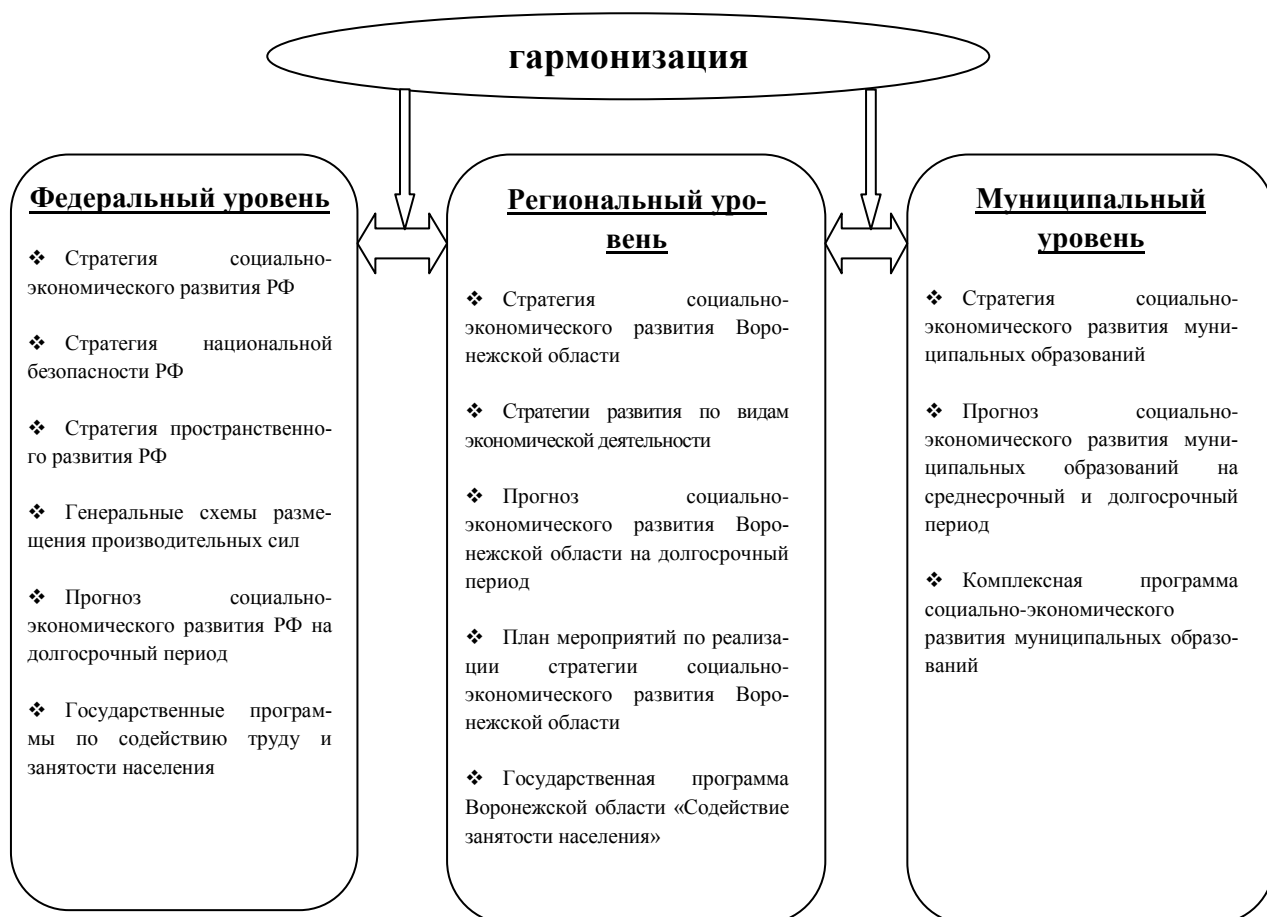 гармонизация
Федеральный уровень
❖ Стратегия социально-
экономического развития РФ
❖ Стратегия национальной
безопасности РФ
❖ Стратегия пространственно-
го развития РФ
❖ Генеральные схемы разме-
щения производительных сил
❖ Прогноз социально-
экономического развития РФ на
долгосрочный период
❖ Государственные програм-
мы по содействию труду и
занятости населения
Региональный уро-
вень
❖ Стратегия социально-
экономического развития Воро-
нежской области
❖ Стратегии развития по видам
экономической деятельности
❖ Прогноз социально-
экономического развития Воро-
нежской области на долгосрочный
период
❖ План мероприятий по реализа-
ции стратегии социально-
экономического развития Воро-
нежской области
❖ Государственная программа
Воронежской области «Содействие
занятости населения»
Муниципальный
уровень
❖ Стратегия социально-
экономического развития муни-
ципальных образований
❖ Прогноз социально-
экономического развития муни-
ципальных образований на
среднесрочный и долгосрочный
период
❖ Комплексная программа
социально-экономического
развития муниципальных образо-
ваний